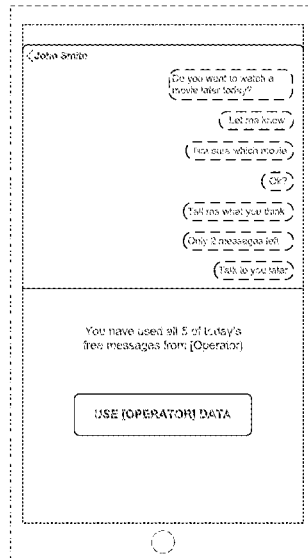 John Smith
Do you want to watch a
movie later today?
Let me know
I'm sure which movie
Ok?
Tell me what you think
Only 2 messages left
Talk to you later
You have used all 5 of today's
free messages from [Operator]
USE [OPERATOR] DATA